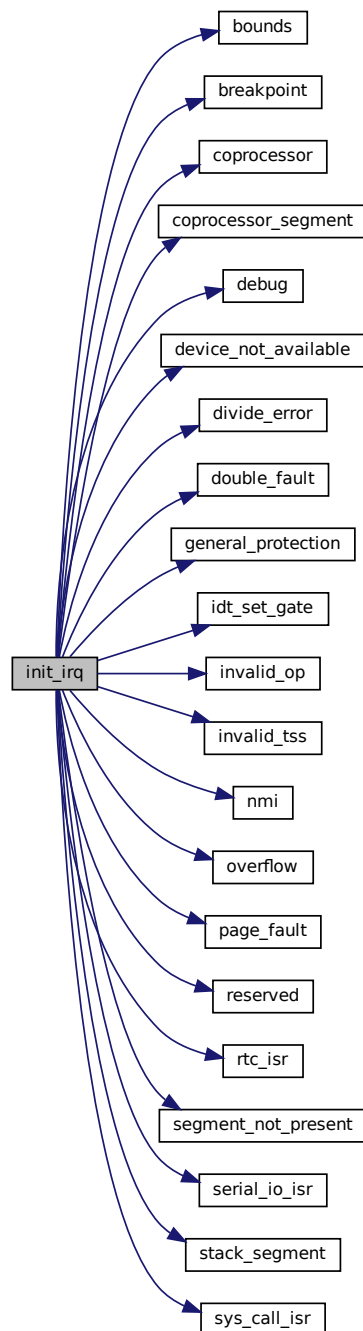 bounds
breakpoint
coprocessor
coprocessor_segment
debug
device_not_available
divide_error
double_fault
general_protection
idt_set_gate
init_irq
invalid_op
invalid_tss
nmi
overflow
page_fault
reserved
rtc_isr
segment_not_present
serial_io_isr
stack_segment
sys_call_isr